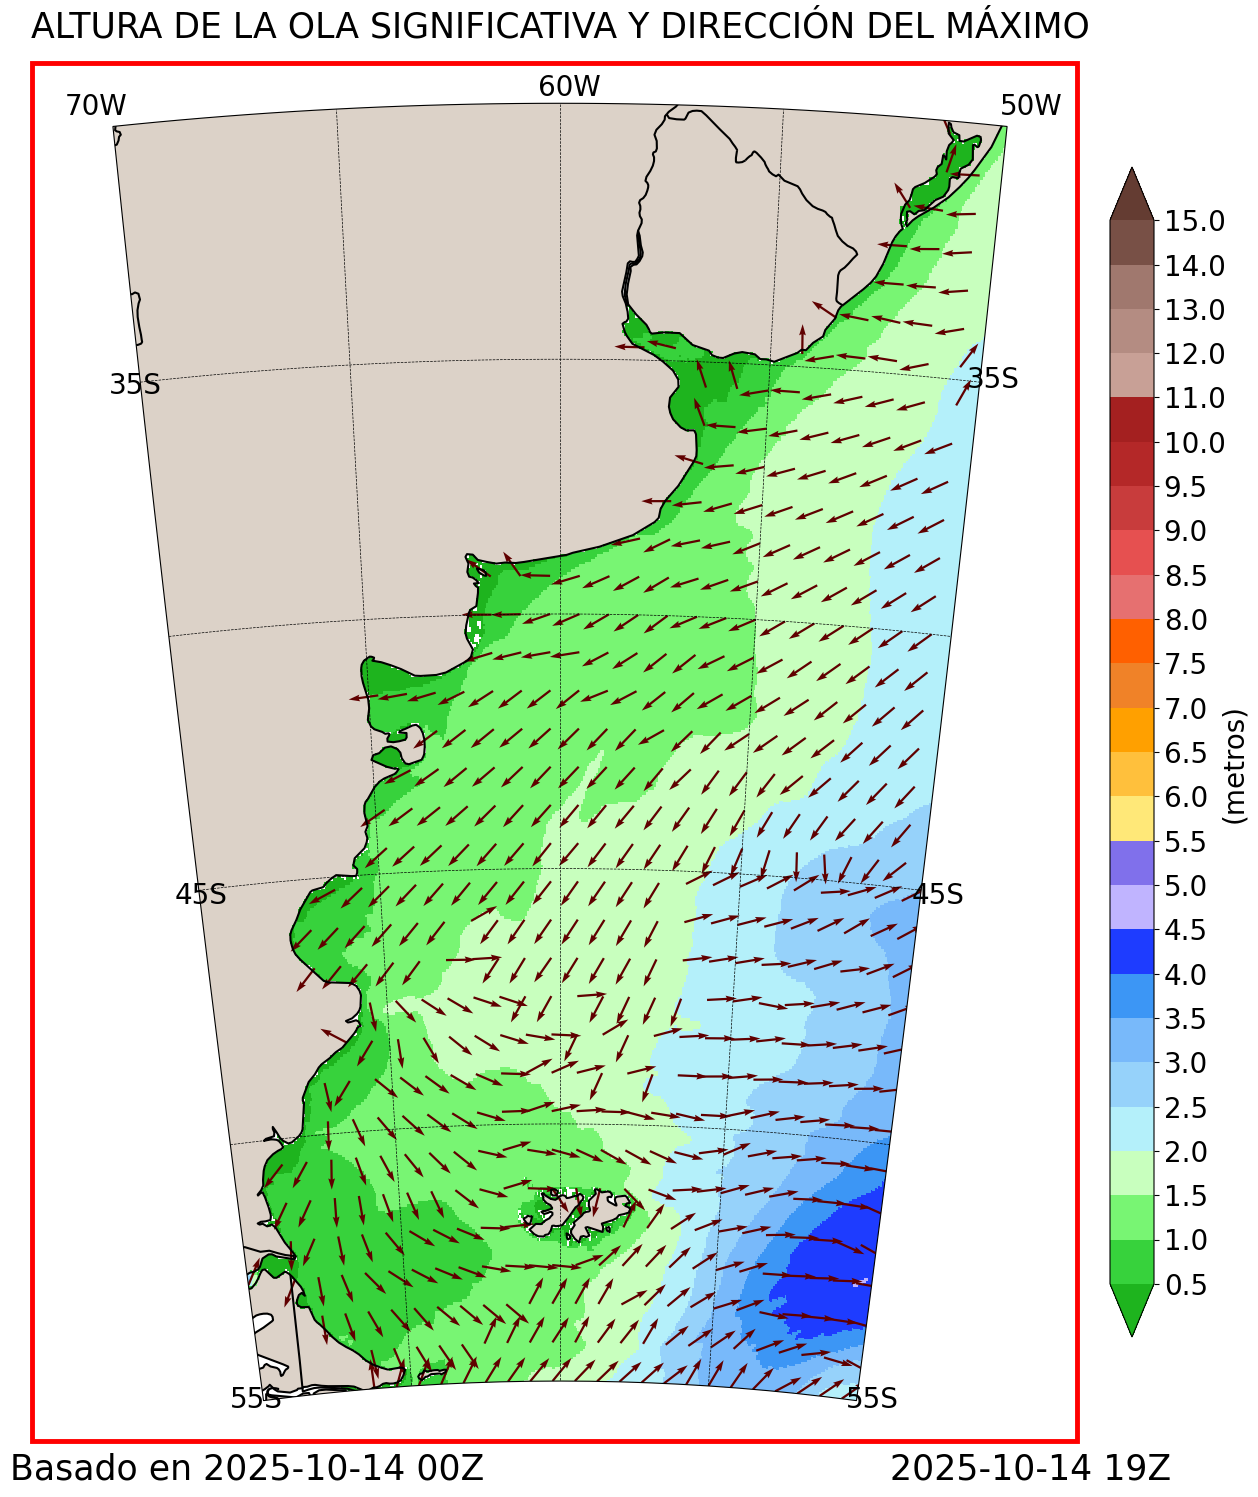 ALTURA DE LA OLA SIGNIFICATIVA Y DIRECCIÓN DEL MÁXIMO
70W
60W
50W
35S
35S
45S
45S
55S
55S
15.0
14.0
13.0
12.0
11.0
10.0
9.5
9.0
8.5
8.0
7.5
7.0
6.5
6.0
5.5
5.0
4.5
4.0
3.5
3.0
2.5
2.0
1.5
1.0
0.5
(metros)
Basado en 2025-10-14 00Z
2025-10-14 19Z